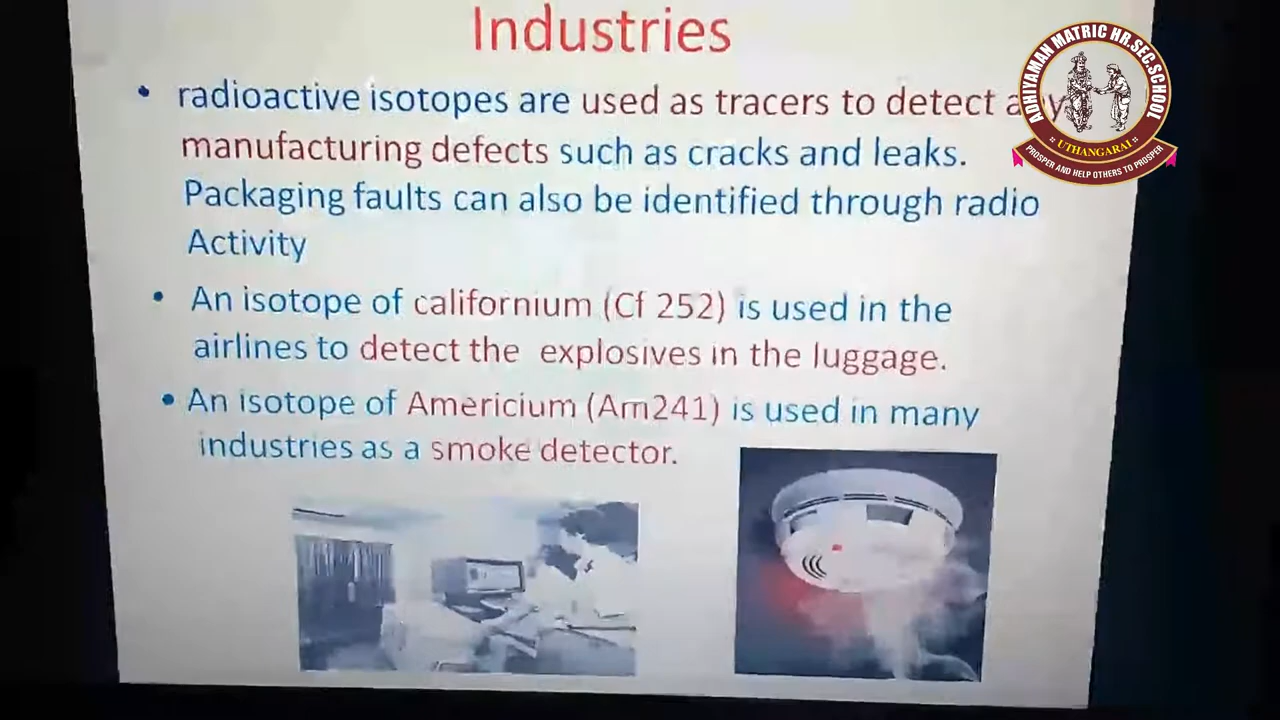 Industries
• radioactive isotopes are used as tracers to detect
manufacturing defects such as cracks and leaks.
Packaging faults can also be identified through radio
Activity
• An isotope of californium (Cf 252) is used in the
airlines to detect the explosives in the luggage.
• An isotope of Americium (Am241) is used in many
industries as a smoke detector.
ADHIYAMAN MATRIC HR.SEC.SCHOOL
UTHANGARAI
PROSPER AND HELP OTHERS TO PROSPER